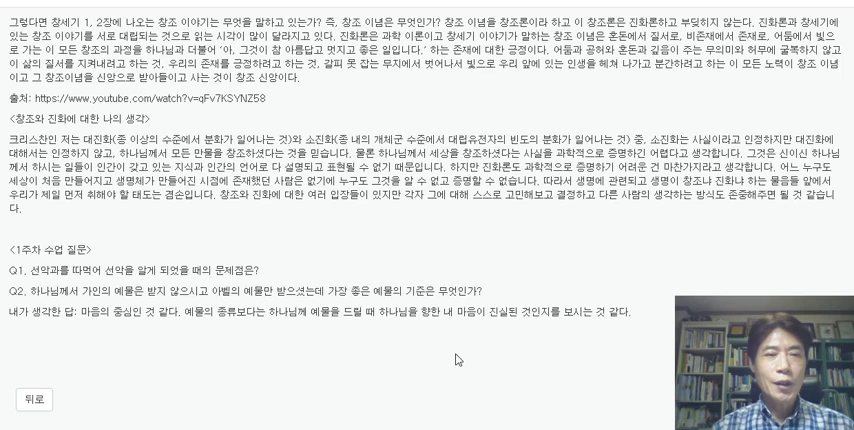 그렇다면 창세기 1, 2장에 나오는 창조 이야기는 무엇을 말하고 있는가? 즉, 창조 이념은 무엇인가? 창조 이념을 창조론이라 하고 이 창조론은 진화론하고 부딪히지 않는다. 진화론과 창세기에
있는 창조 이야기를 서로 대립되는 것으로 읽는 시각이 많이 달라지고 있다. 진화론은 과학 이론이고 창세기 이야기가 말하는 창조 이념은 혼돈에서 질서로, 비존재에서 존재로, 어둠에서 빛으
로 가는 이 모든 창조의 과정을 하나님과 더불어 '아, 그것이 참 아름답고 멋지고 좋은 일입니다.' 하는 존재에 대한 긍정이다. 어둠과 공허와 혼돈과 깊음이 주는 무의미와 허무에 굴복하지 않고
이 삶의 질서를 지켜내려고 하는 것, 우리의 존재를 긍정하려고 하는 것, 갈피 못 잡는 무지에서 벗어나서 빛으로 우리 앞에 있는 인생을 헤쳐 나가고 분간하려고 하는 이 모든 노력이 창조 이념
이고 그 창조이념을 신앙으로 받아들이고 사는 것이 창조 신앙이다.
출처: https://www.youtube.com/watch?v=qFv7KSYNZ58
<창조와 진화에 대한 나의 생각>
크리스찬인 저는 대진화(종 이상의 수준에서 분화가 일어나는 것)와 소진화(종 내의 개체군 수준에서 대립유전자의 빈도의 분화가 일어나는 것) 중, 소진화는 사실이라고 인정하지만 대진화에
대해서는 인정하지 않고, 하나님께서 모든 만물을 창조하셨다는 것을 믿습니다. 물론 하나님께서 세상을 창조하셨다는 사실을 과학적으로 증명하긴 어렵다고 생각합니다. 그것은 신이신 하나님
께서 하시는 일들이 인간이 갖고 있는 지식과 인간의 언어로 다 설명되고 표현될 수 없기 때문입니다. 하지만 진화론도 과학적으로 증명하기 어려운 건 마찬가지라고 생각합니다. 어느 누구도
세상이 처음 만들어지고 생명체가 만들어진 시점에 존재했던 사람은 없기에 누구도 그것을 알 수 없고 증명할 수 없습니다. 따라서 생명에 관련되고 생명이 창조냐 진화냐 하는 물음들 앞에서
우리가 제일 먼저 취해야 할 태도는 겸손입니다. 창조와 진화에 대한 여러 입장들이 있지만 각자 그에 대해 스스로 고민해보고 결정하고 다른 사람의 생각하는 방식도 존중해주면 될 것 같습니
다.
<1주차 수업 질문>
Q1. 선악과를 따먹어 선악을 알게 되었을 때의 문제점은?
Q2. 하나님께서 가인의 예물은 받지 않으시고 아벨의 예물만 받으셨는데 가장 좋은 예물의 기준은 무엇인가?
내가 생각한 답: 마음의 중심인 것 같다. 예물의 종류보다는 하나님께 예물을 드릴 때 하나님을 향한 내 마음이 진실된 것인지를 보시는 것 같다.
뒤로